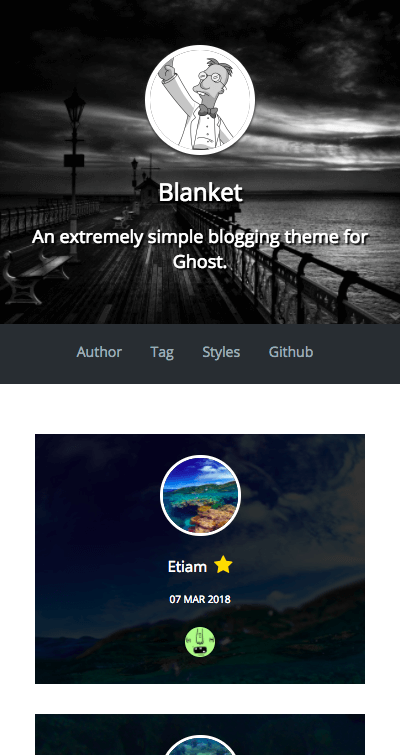 Blanket
An extremely simple blogging theme for
Ghost.
Author Tag Styles Github
Etiam
07 MAR 2018